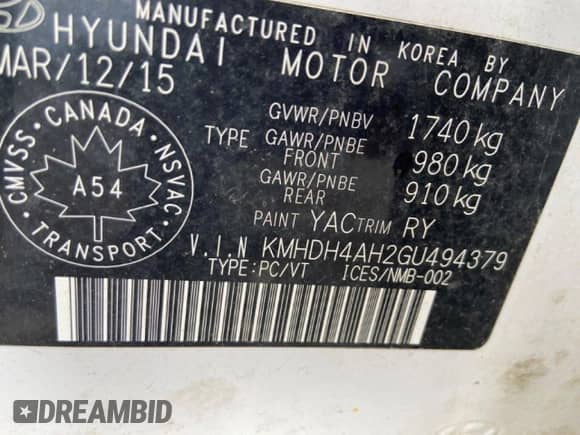 MANUFACTURED IN KOREA BY
HYUNDAI MOTOR COMPANY
MAR/12/15
CMVSS · CANADA · NSVAC · TRANSPORT
A54
GVWR/PNBV 1740 kg
TYPE GAWR/PNBE FRONT 980 kg
GAWR/PNBE REAR 910 kg
PAINT YAC TRIM RY
V.I.N KMHDH4AH2GU494379
TYPE:PC/VT ICES/NMB-002
DREAMBID